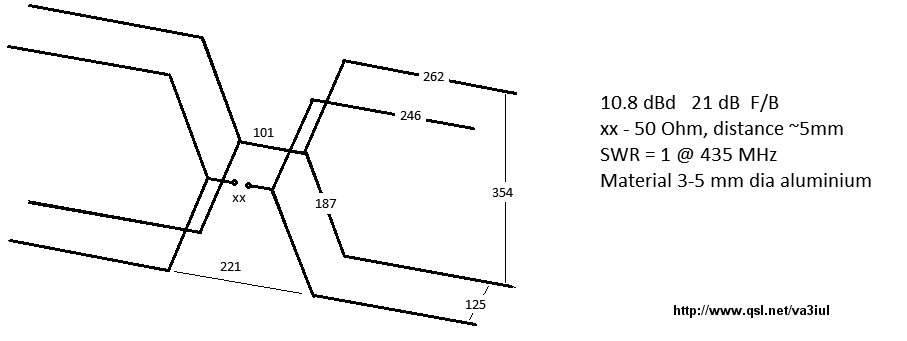 262
246
101
xx
187
354
221
125
10.8 dBd 21 dB F/B
xx - 50 Ohm, distance ~5mm
SWR = 1 @ 435 MHz
Material 3-5 mm dia aluminium
http://www.qsl.net/va3iul